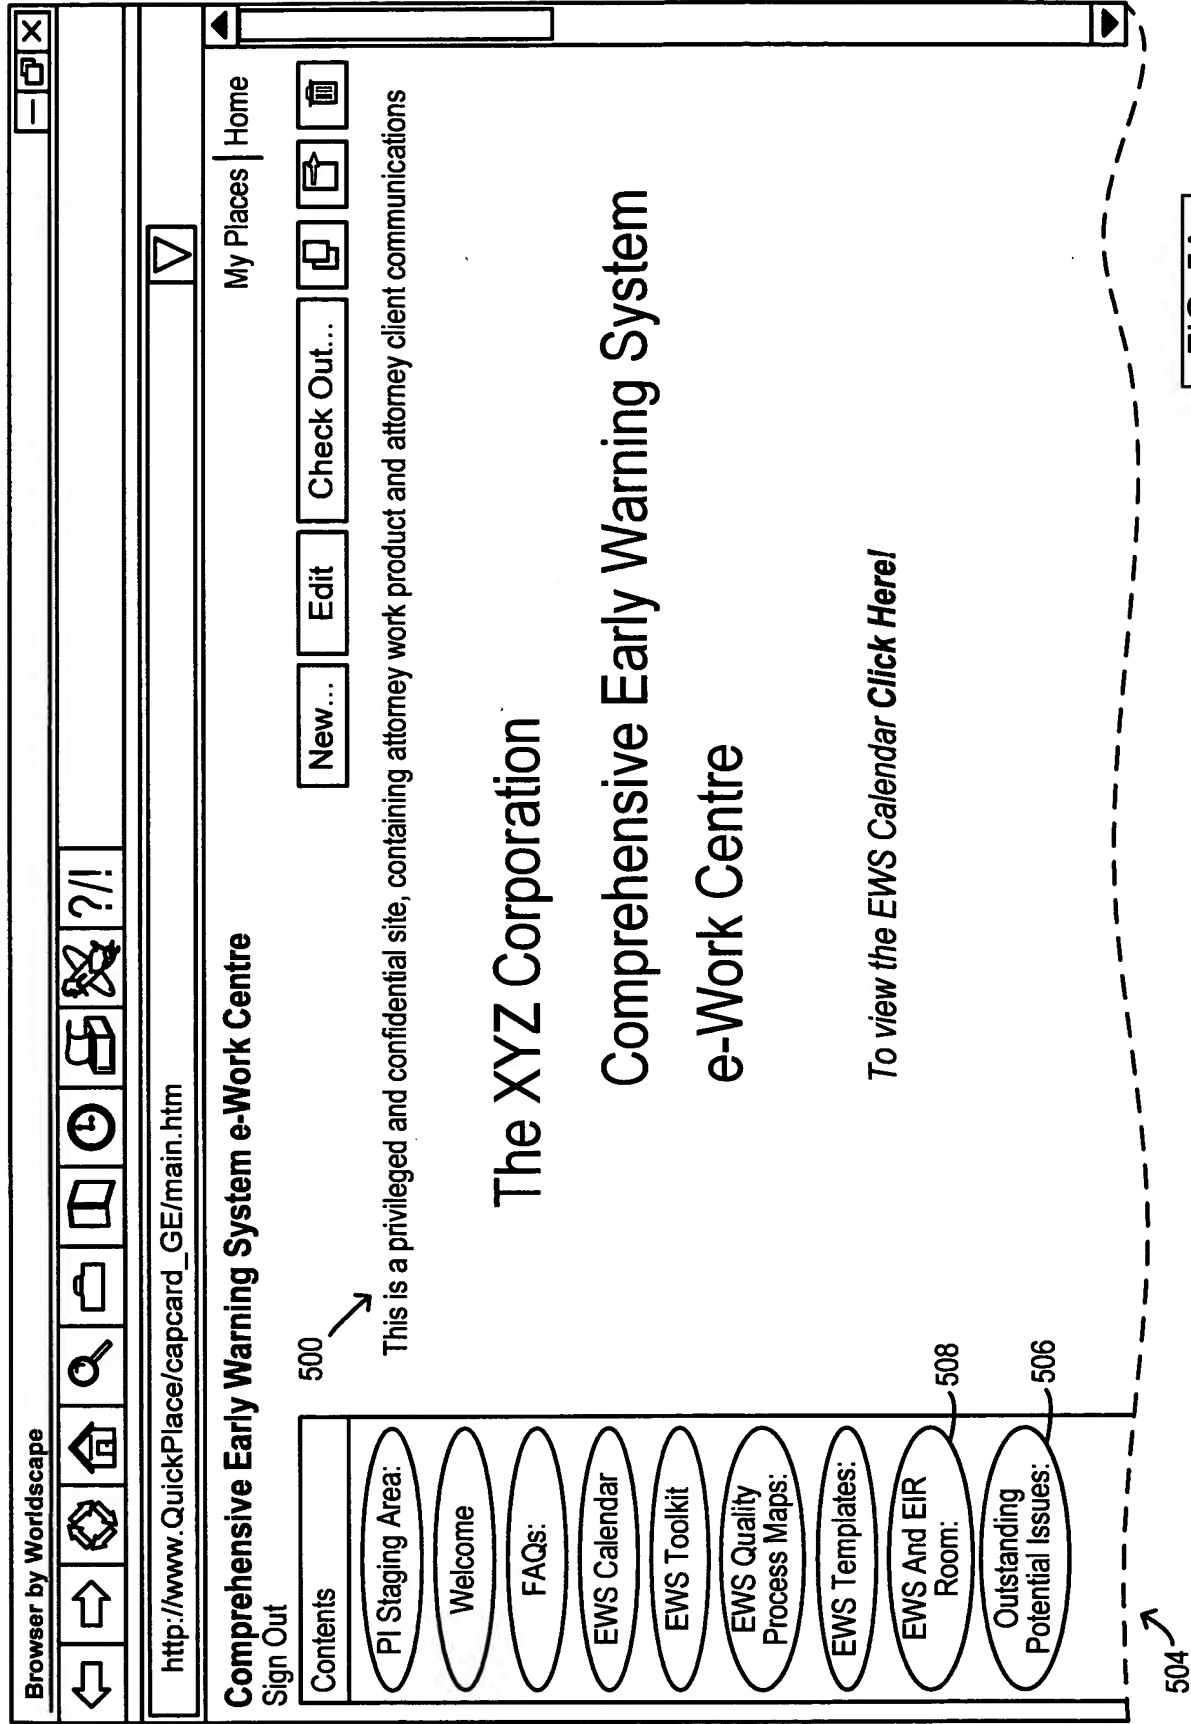 Browser by Worldscape
?/!
http://www.QuickPlace/capcard_GE/main.htm
Comprehensive Early Warning System e-Work Centre
My Places | Home
Sign Out
New... Edit Check Out...
Contents
500
This is a privileged and confidential site, containing attorney work product and attorney client communications
PI Staging Area:
Welcome
FAQs:
EWS Calendar
EWS Toolkit
EWS Quality
Process Maps:
EWS Templates:
EWS And EIR
Room:
508
Outstanding
Potential Issues:
506
The XYZ Corporation
Comprehensive Early Warning System
e-Work Centre
To view the EWS Calendar Click Here!
504